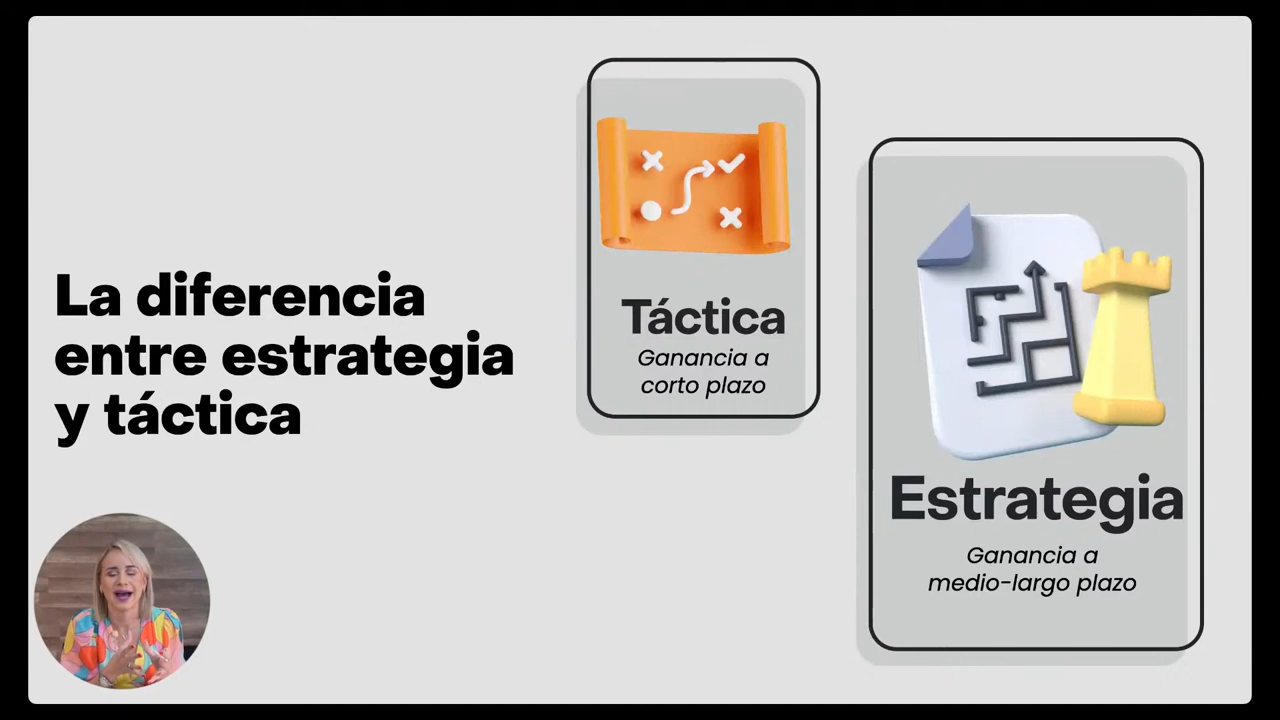 La diferencia
entre estrategia
y táctica
Táctica
Ganancia a
corto plazo
Estrategia
Ganancia a
medio-largo plazo